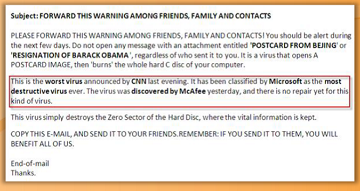 Subject: FORWARD THIS WARNING AMONG FRIENDS, FAMILY AND CONTACTS
PLEASE FORWARD THIS WARNING AMONG FRIENDS, FAMILY AND CONTACTS! You should be alert during
the next few days. Do not open any message with an attachment entitled 'POSTCARD FROM BEJING' or
'RESIGNATION OF BARACK OBAMA', regardless of who sent it to you. It is a virus that opens A
POSTCARD IMAGE, then 'burns' the whole hard C disc of your computer.
This is the worst virus announced by CNN last evening. It has been classified by Microsoft as the most
destructive virus ever. The virus was discovered by McAfee yesterday, and there is no repair yet for this
kind of virus.
This virus simply destroys the Zero Sector of the Hard Disc, where the vital information is kept.
COPY THIS E-MAIL, AND SEND IT TO YOUR FRIENDS.REMEMBER: IF YOU SEND IT TO THEM, YOU WILL
BENEFIT ALL OF US.
End-of-mail
Thanks.